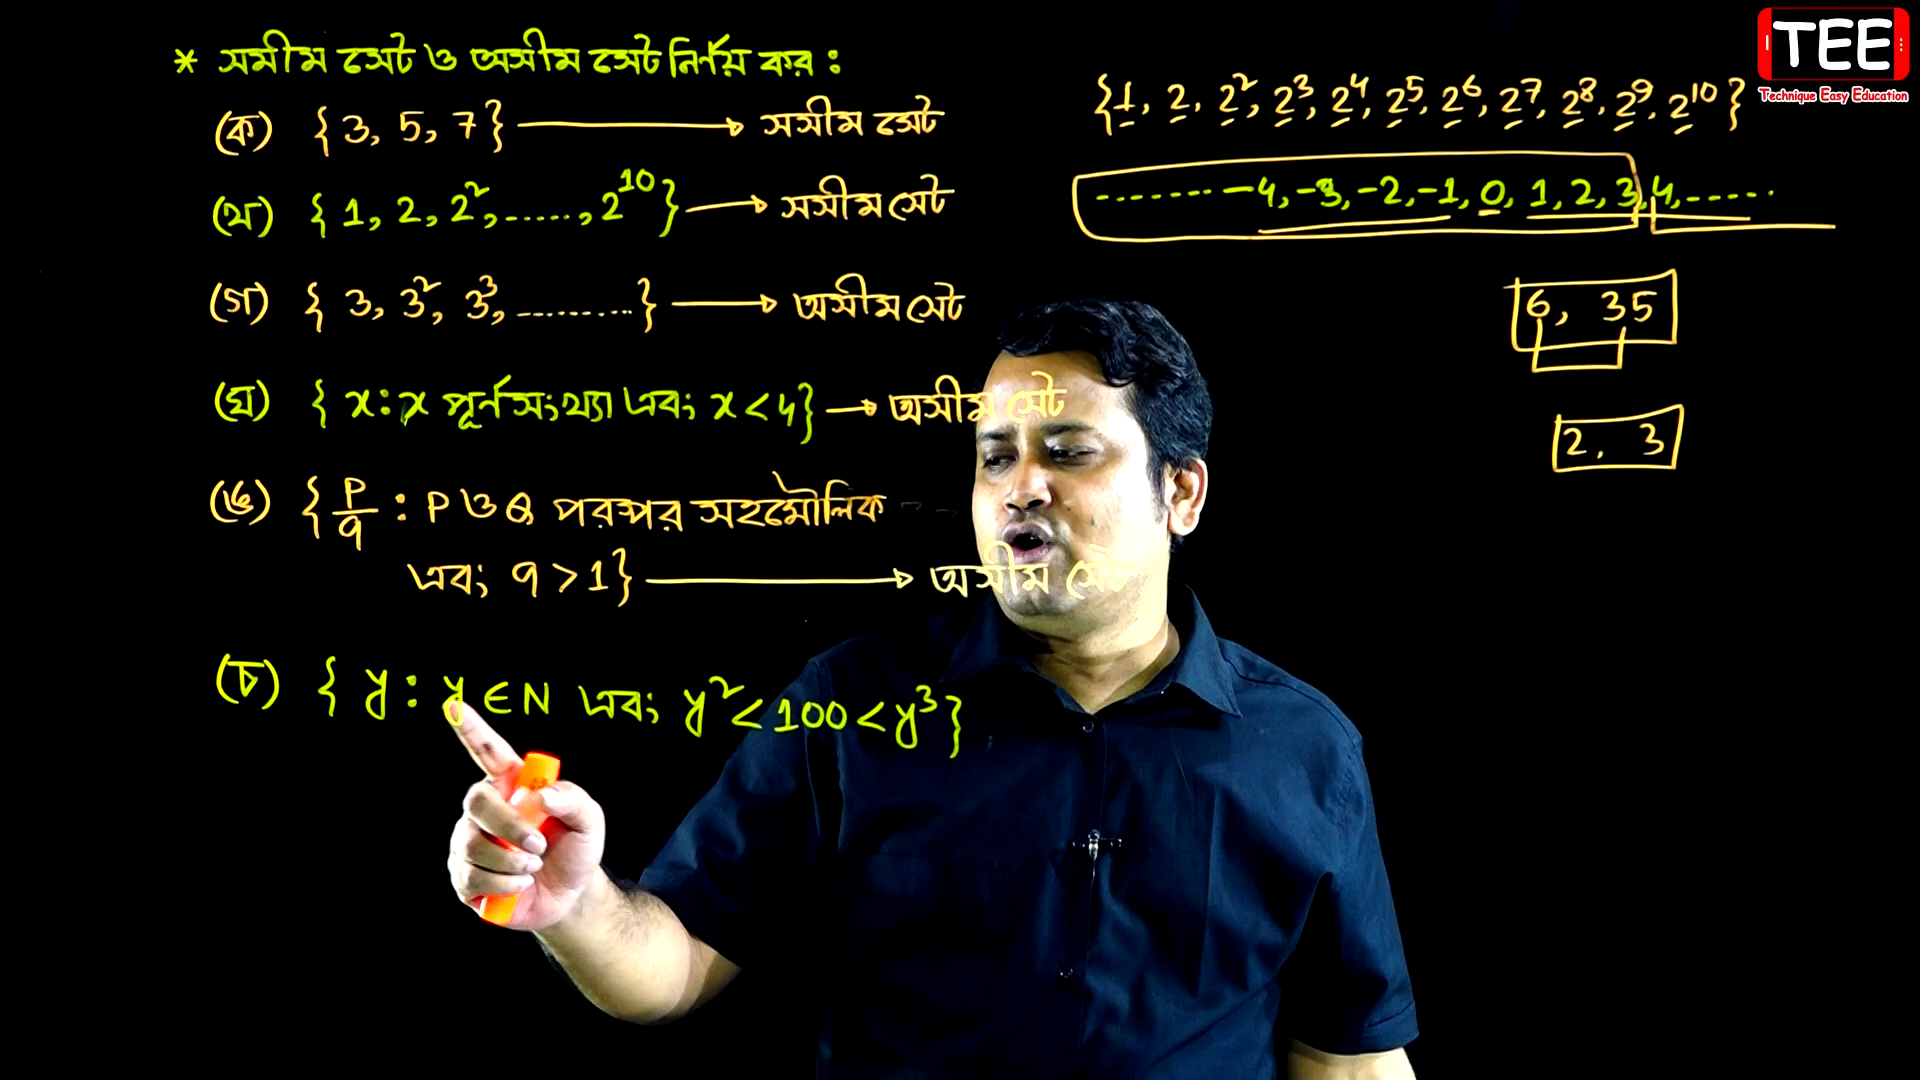 * সসীম সেট ও অসীম সেট নির্ণয় কর :
(ক) {3, 5, 7} → সসীম সেট
(খ) {1, 2, 2², ....., 2¹⁰} → সসীম সেট
(গ) {3, 3², 3³, ..........} → অসীম সেট
(ঘ) {x : x পূর্নসংখ্যা এবং x < 4} → অসীম সেট
(ঙ) {p/q : P ও Q পরস্পর সহমৌলিক
এবং q > 1} → অসীম সেট
(চ) {y : y ∈ N এবং y² < 100 < y³}
{1, 2, 2², 2³, 2⁴, 2⁵, 2⁶, 2⁷, 2⁸, 2⁹, 2¹⁰}
........ -4, -3, -2, -1, 0, 1, 2, 3, 4, ......
6, 35
2, 3
TEE
Technique Easy Education